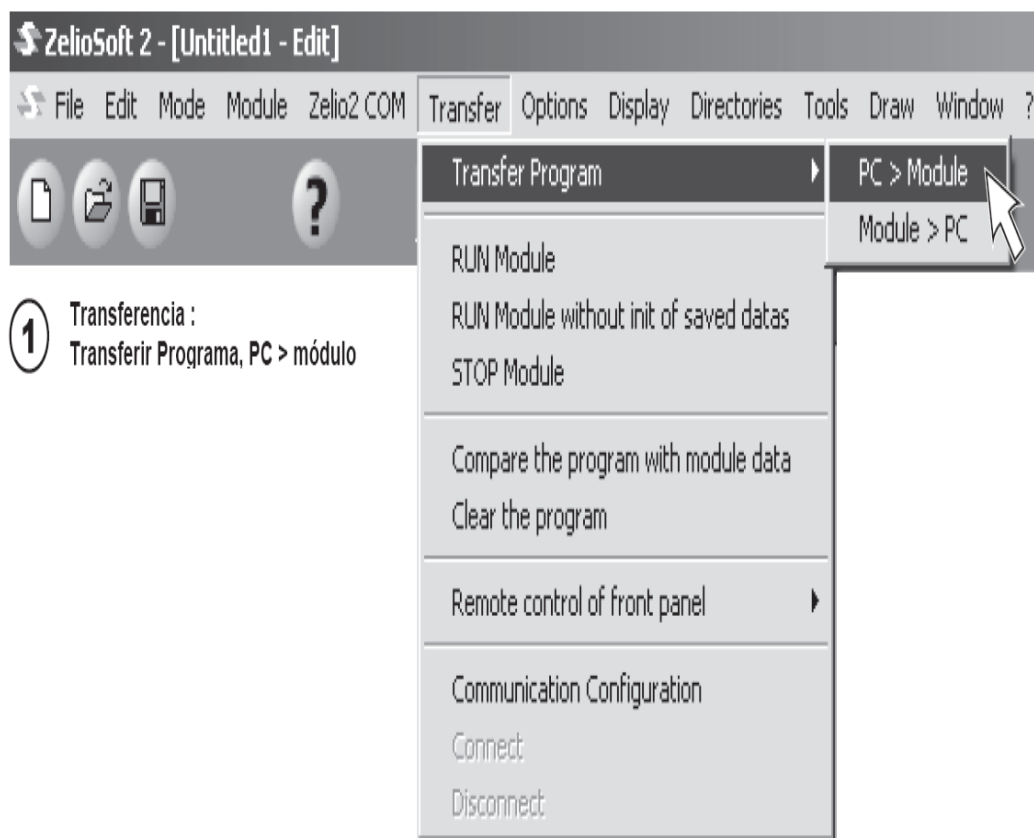 ZelioSoft 2 - [Untitled1 - Edit]
File Edit Mode Module Zelio2 COM Transfer Options Display Directories Tools Draw Window ?
?
Transfer Program
PC > Module
Module > PC
RUN Module
RUN Module without init of saved datas
STOP Module
Compare the program with module data
Clear the program
Remote control of front panel
Communication Configuration
Connect
Disconnect
1 Transferencia :
Transferir Programa, PC > módulo